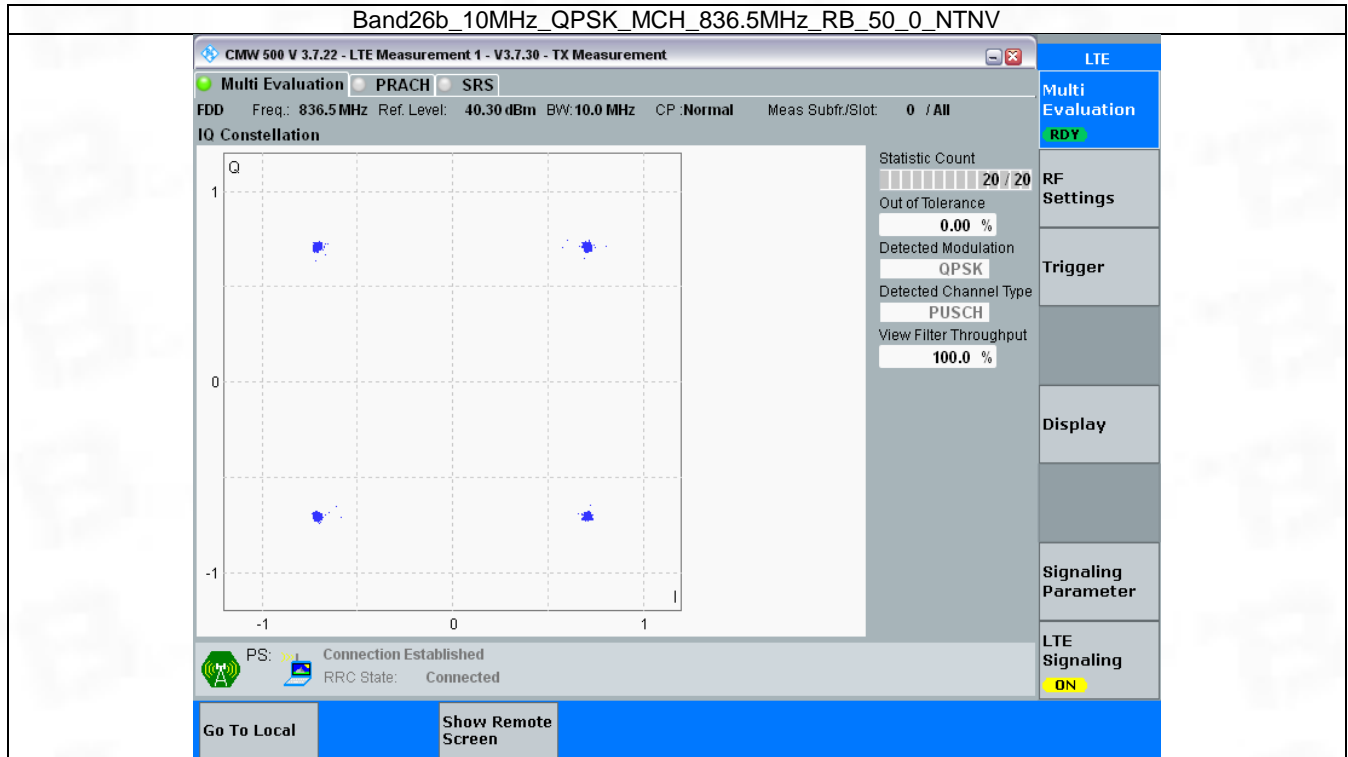 Band26b_10MHz_QPSK_MCH_836.5MHz_RB_50_0_NTNV
CMW 500 V 3.7.22 - LTE Measurement 1 - V3.7.30 - TX Measurement
LTE
Multi Evaluation PRACH SRS
FDD Freq.: 836.5 MHz Ref. Level: 40.30 dBm BW: 10.0 MHz CP :Normal Meas Subfr./Slot: 0 / All
IQ Constellation
Multi
Evaluation
RDY
Q
1
0
-1
I
-1 0 1
Statistic Count
20 / 20
Out of Tolerance
0.00 %
Detected Modulation
QPSK
Detected Channel Type
PUSCH
View Filter Throughput
100.0 %
RF
Settings
Trigger
Display
Signaling
Parameter
LTE
Signaling
ON
PS: Connection Established
RRC State: Connected
Go To Local
Show Remote
Screen